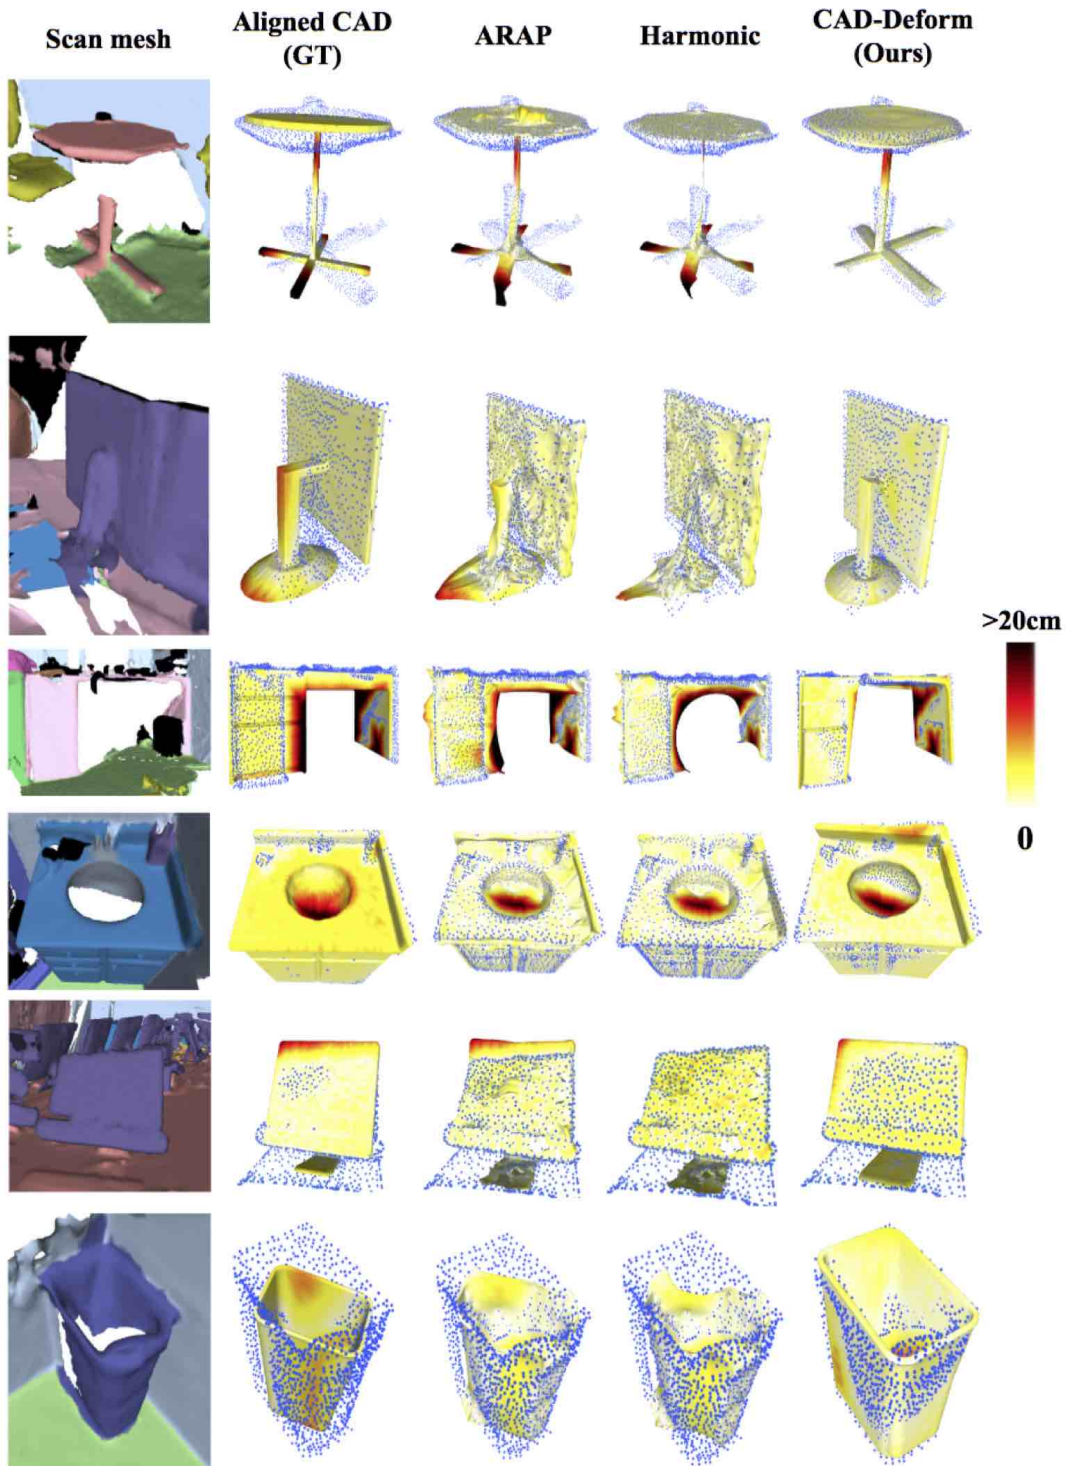 Scan mesh
Aligned CAD
(GT)
ARAP
Harmonic
CAD-Deform
(Ours)
>20cm
0